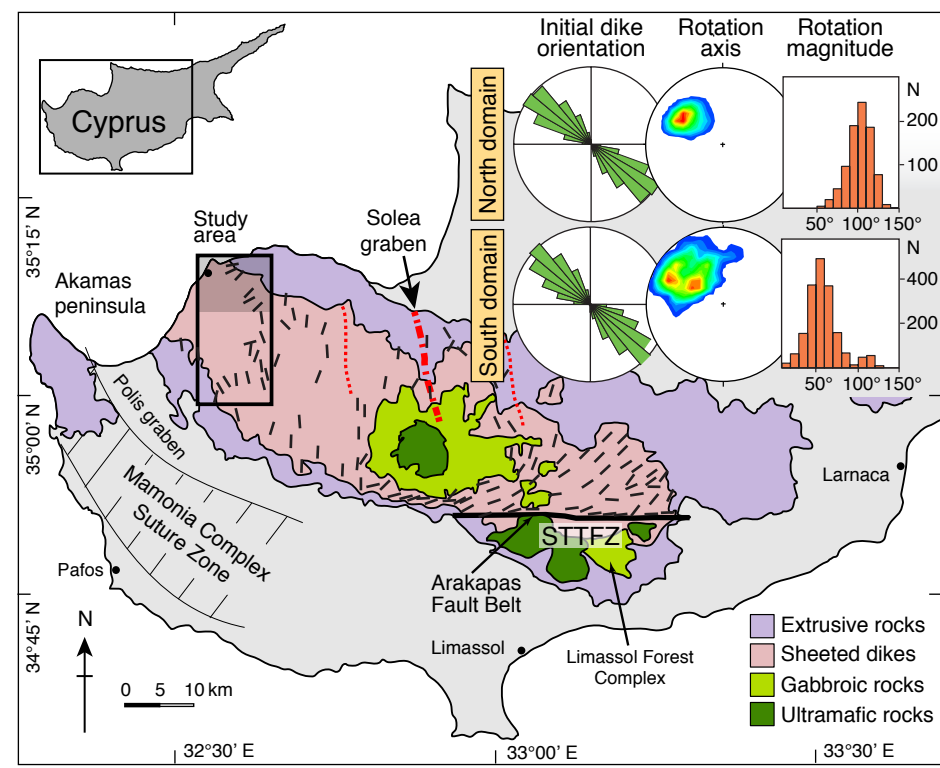 Cyprus
Initial dike
orientation
Rotation
axis
Rotation
magnitude
North domain
N
200
100
50°
100°
150°
South domain
N
400
200
50°
100°
150°
Study
area
Solea
graben
Akamas
peninsula
Polis graben
Mamonia Complex
Suture Zone
Pafos
Larnaca
STTFZ
Arakapas
Fault Belt
Limassol
Limassol Forest
Complex
N
0 5 10 km
Extrusive rocks
Sheeted dikes
Gabbroic rocks
Ultramafic rocks
35°15' N
35°00' N
34°45' N
32°30' E
33°00' E
33°30' E